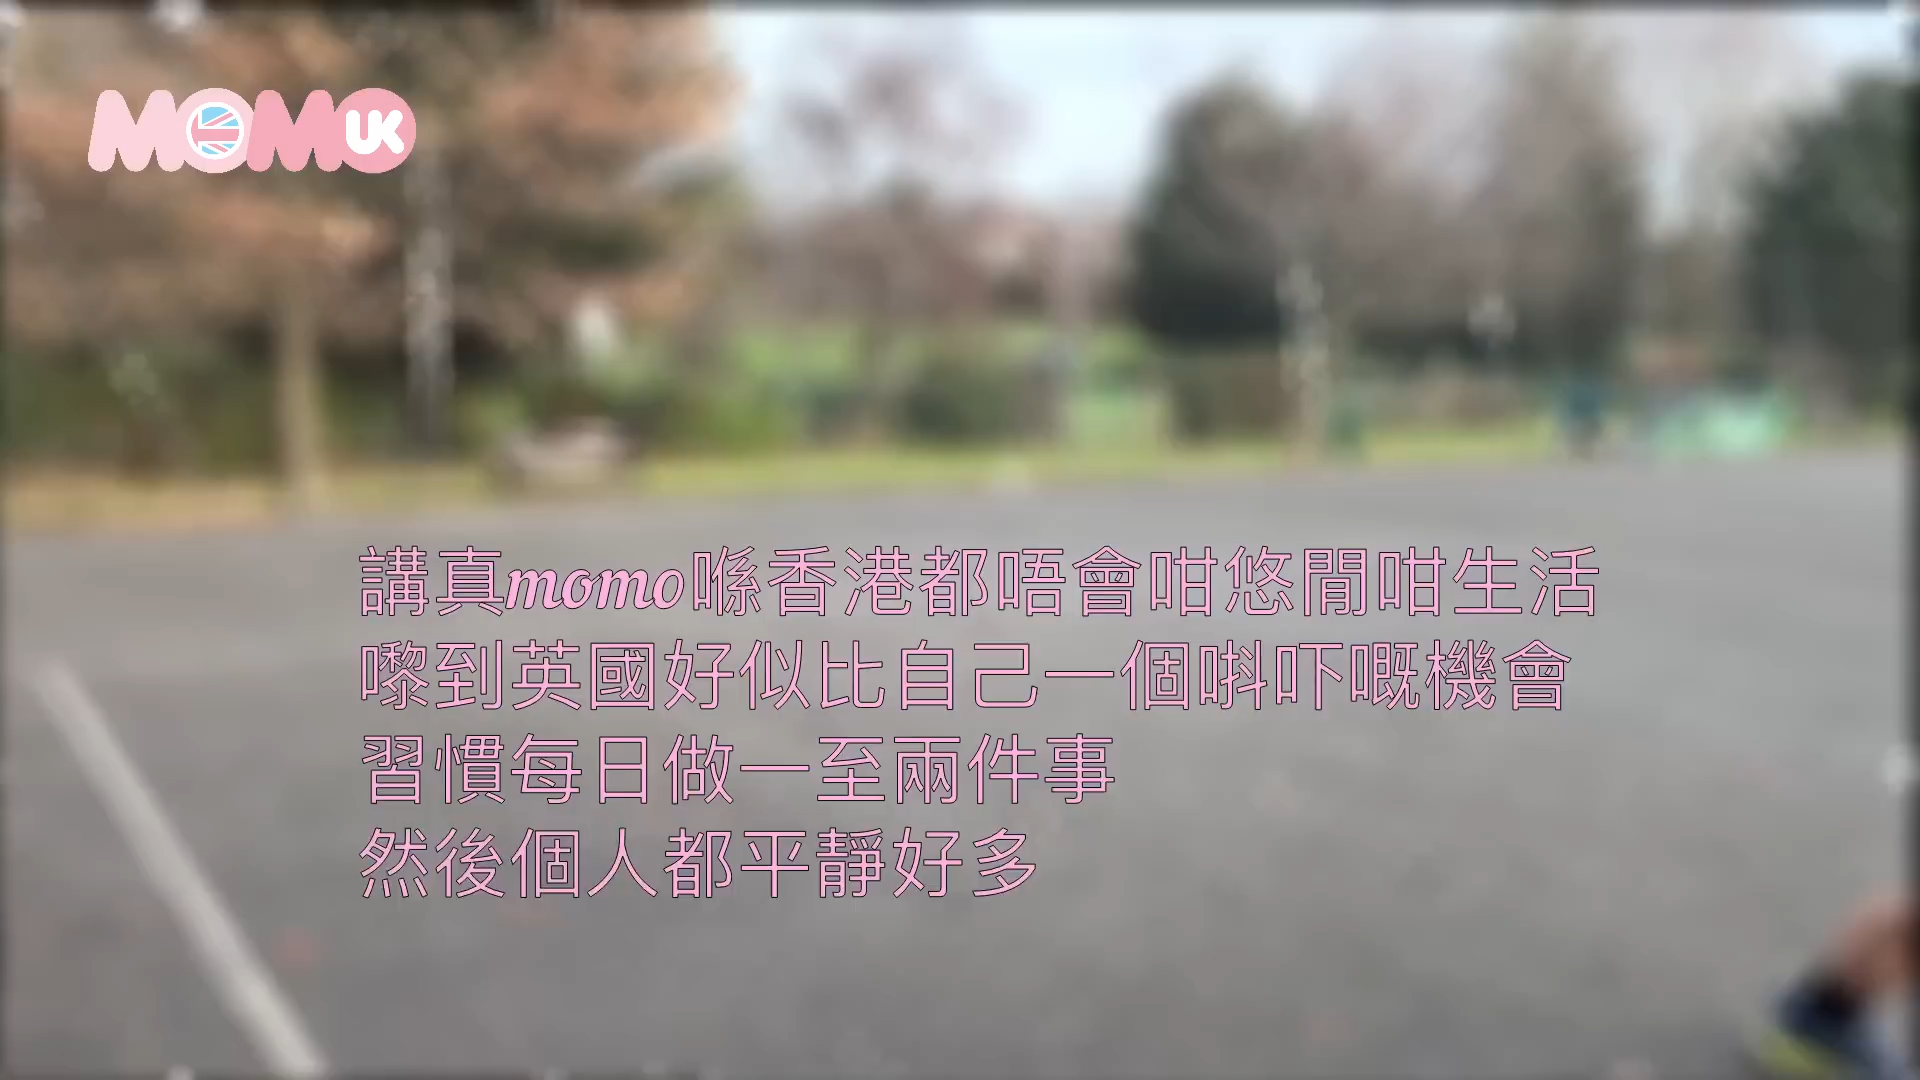 MOMO UK
講真momo喺香港都唔會咁悠閒咁生活
嚟到英國好似比自己一個唞吓嘅機會
習慣每日做一至兩件事
然後個人都平靜好多